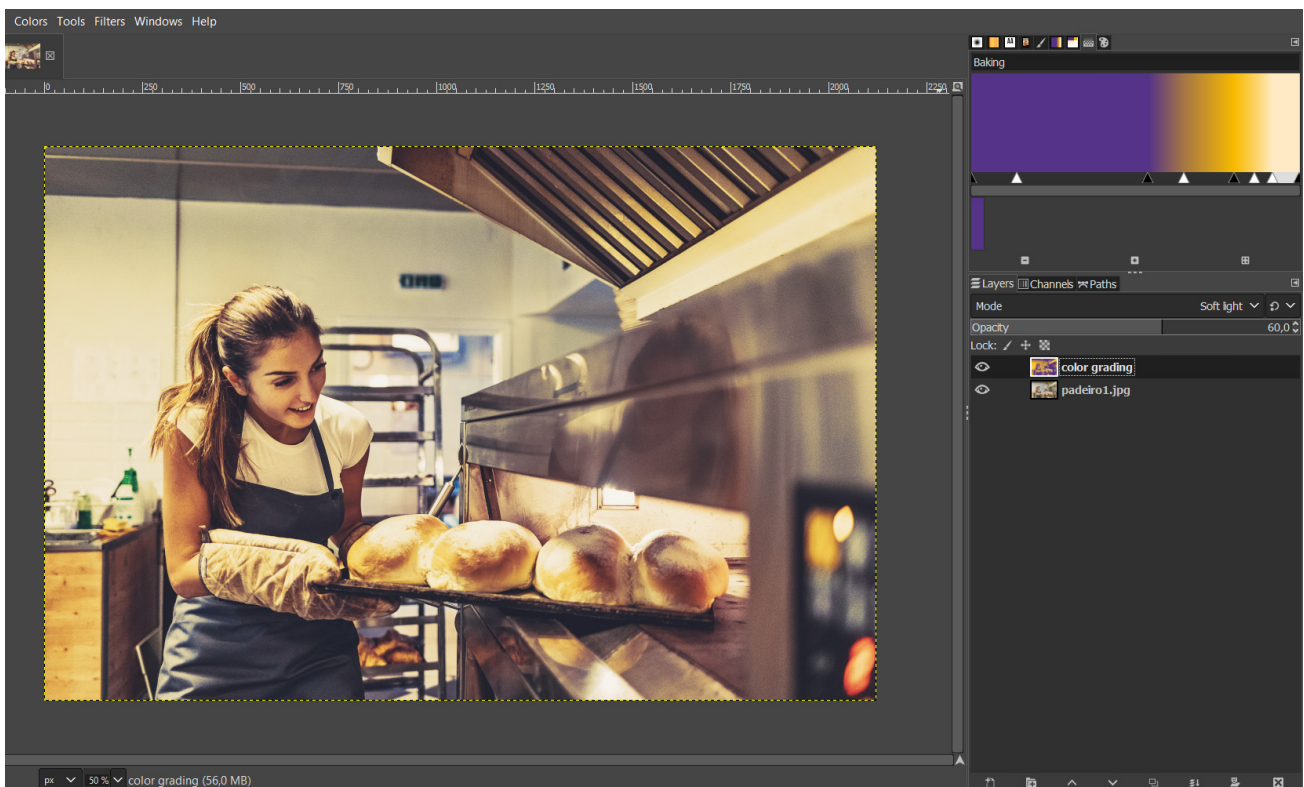 Colors Tools Filters Windows Help
Baking
0 250 500 750 1000 1250 1500 1750 2000 2250
Layers Channels Paths
Mode Soft light
Opacity 60,0
Lock:
color grading
padeiro1.jpg
px 50 % color grading (56,0 MB)